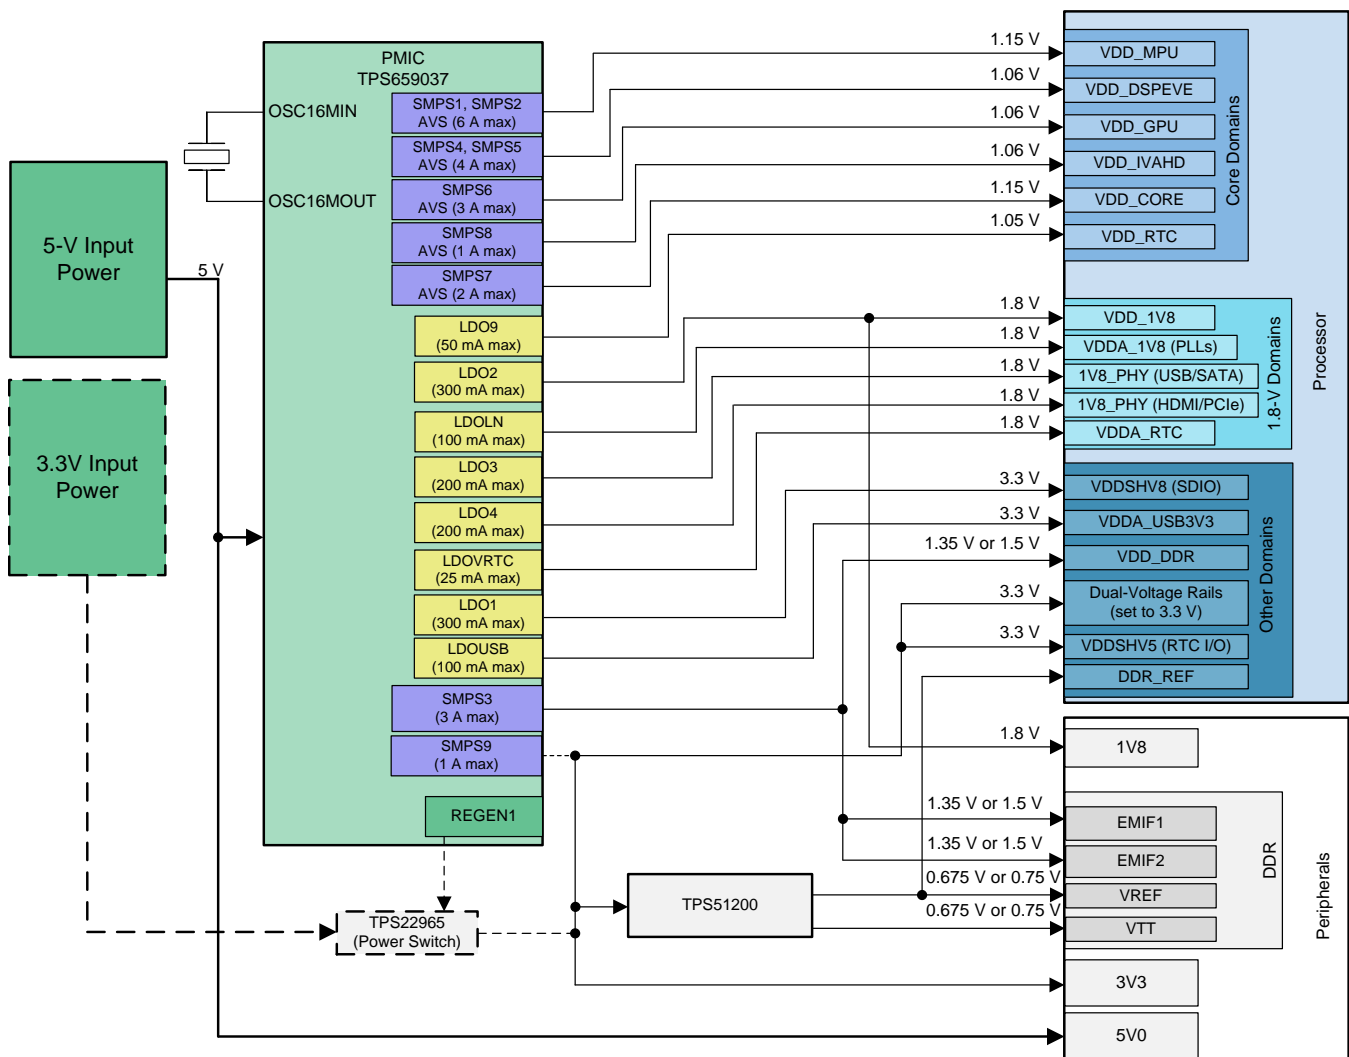 5-V Input
Power
5 V
3.3V Input
Power
PMIC
TPS659037
OSC16MIN
OSC16MOUT
SMPS1, SMPS2
AVS (6 A max)
SMPS4, SMPS5
AVS (4 A max)
SMPS6
AVS (3 A max)
SMPS8
AVS (1 A max)
SMPS7
AVS (2 A max)
LDO9
(50 mA max)
LDO2
(300 mA max)
LDOLN
(100 mA max)
LDO3
(200 mA max)
LDO4
(200 mA max)
LDOVRTC
(25 mA max)
LDO1
(300 mA max)
LDOUSB
(100 mA max)
SMPS3
(3 A max)
SMPS9
(1 A max)
REGEN1
TPS22965
(Power Switch)
TPS51200
1.15 V
VDD_MPU
1.06 V
VDD_DSPEVE
1.06 V
VDD_GPU
1.06 V
VDD_IVAHD
1.15 V
VDD_CORE
1.05 V
VDD_RTC
Core Domains
1.8 V
VDD_1V8
1.8 V
VDDA_1V8 (PLLs)
1.8 V
1V8_PHY (USB/SATA)
1.8 V
1V8_PHY (HDMI/PCIe)
1.8 V
VDDA_RTC
1.8-V Domains
3.3 V
VDDSHV8 (SDIO)
3.3 V
VDDA_USB3V3
1.35 V or 1.5 V
VDD_DDR
3.3 V
Dual-Voltage Rails
(set to 3.3 V)
3.3 V
VDDSHV5 (RTC I/O)
DDR_REF
Other Domains
Processor
1.8 V
1V8
1.35 V or 1.5 V
EMIF1
1.35 V or 1.5 V
EMIF2
0.675 V or 0.75 V
VREF
0.675 V or 0.75 V
VTT
DDR
3V3
5V0
Peripherals